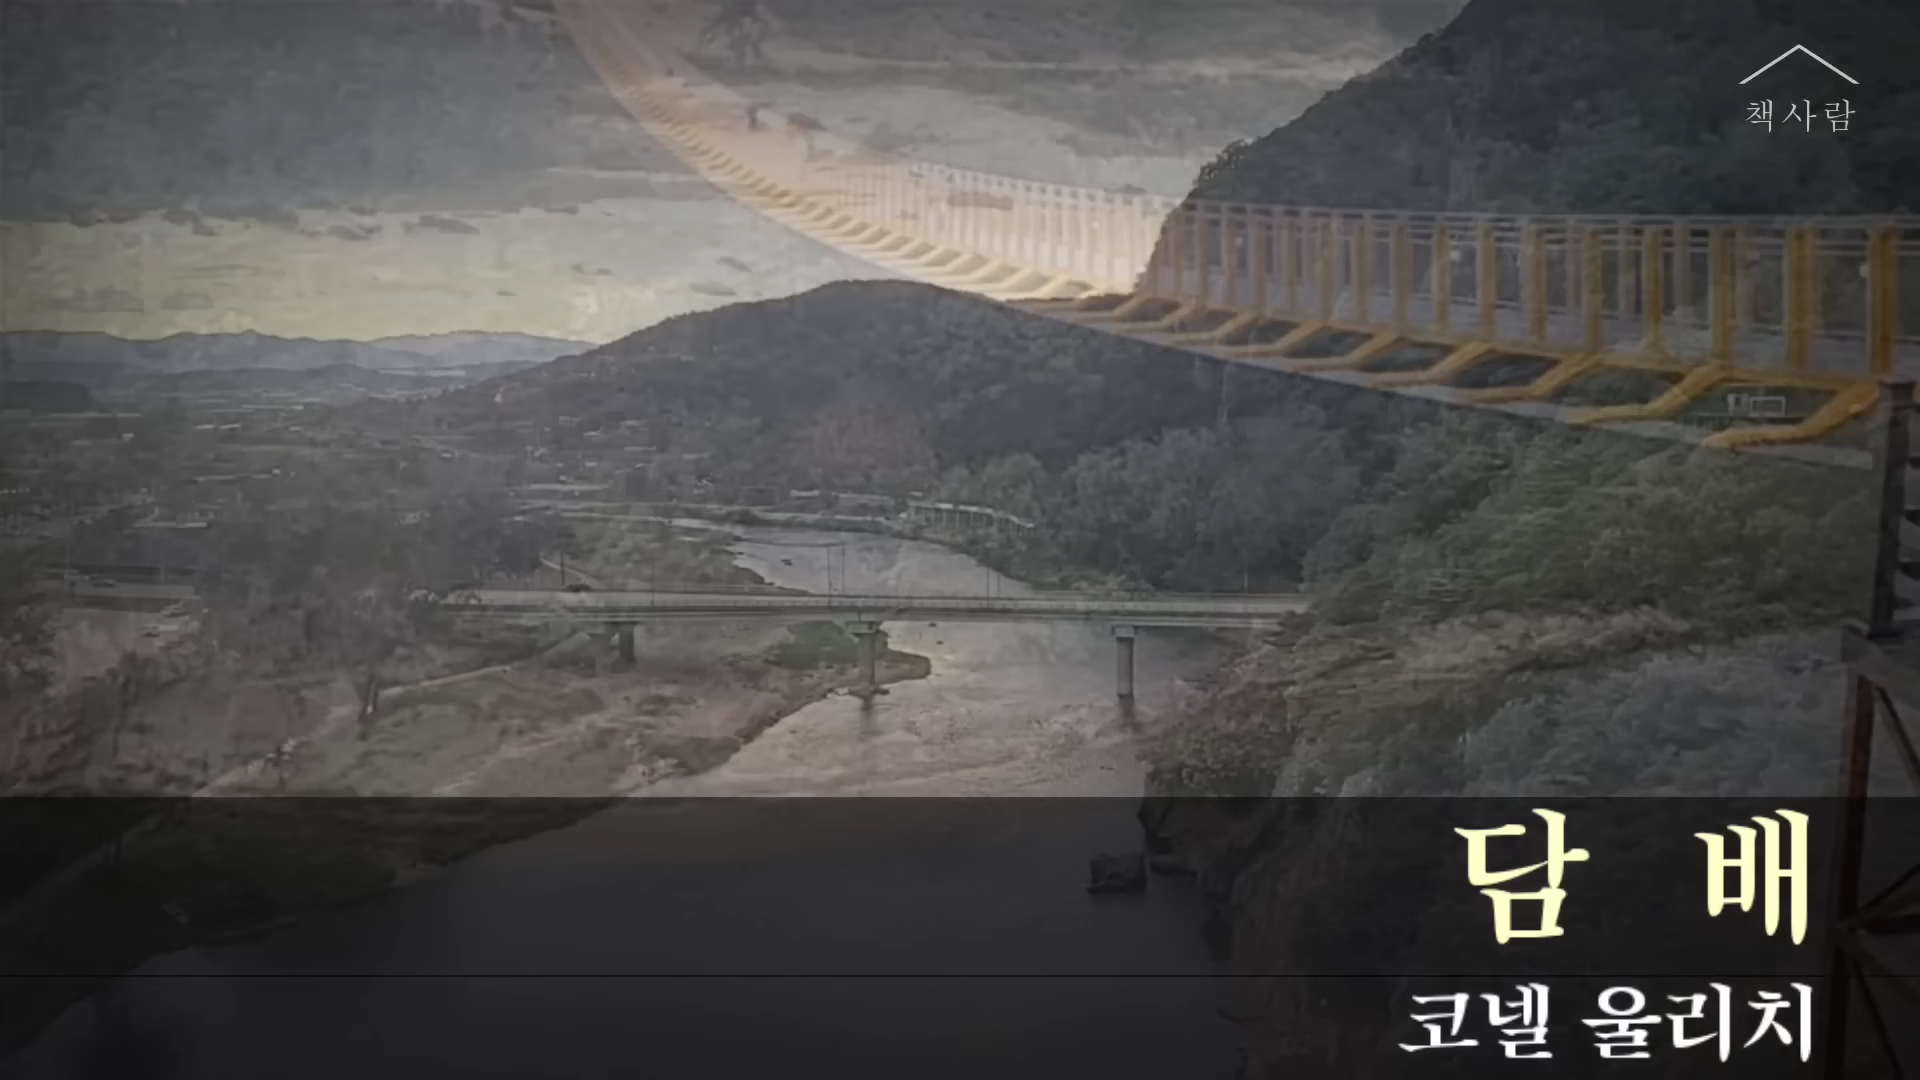 책사람
담 배
코넬 울리치